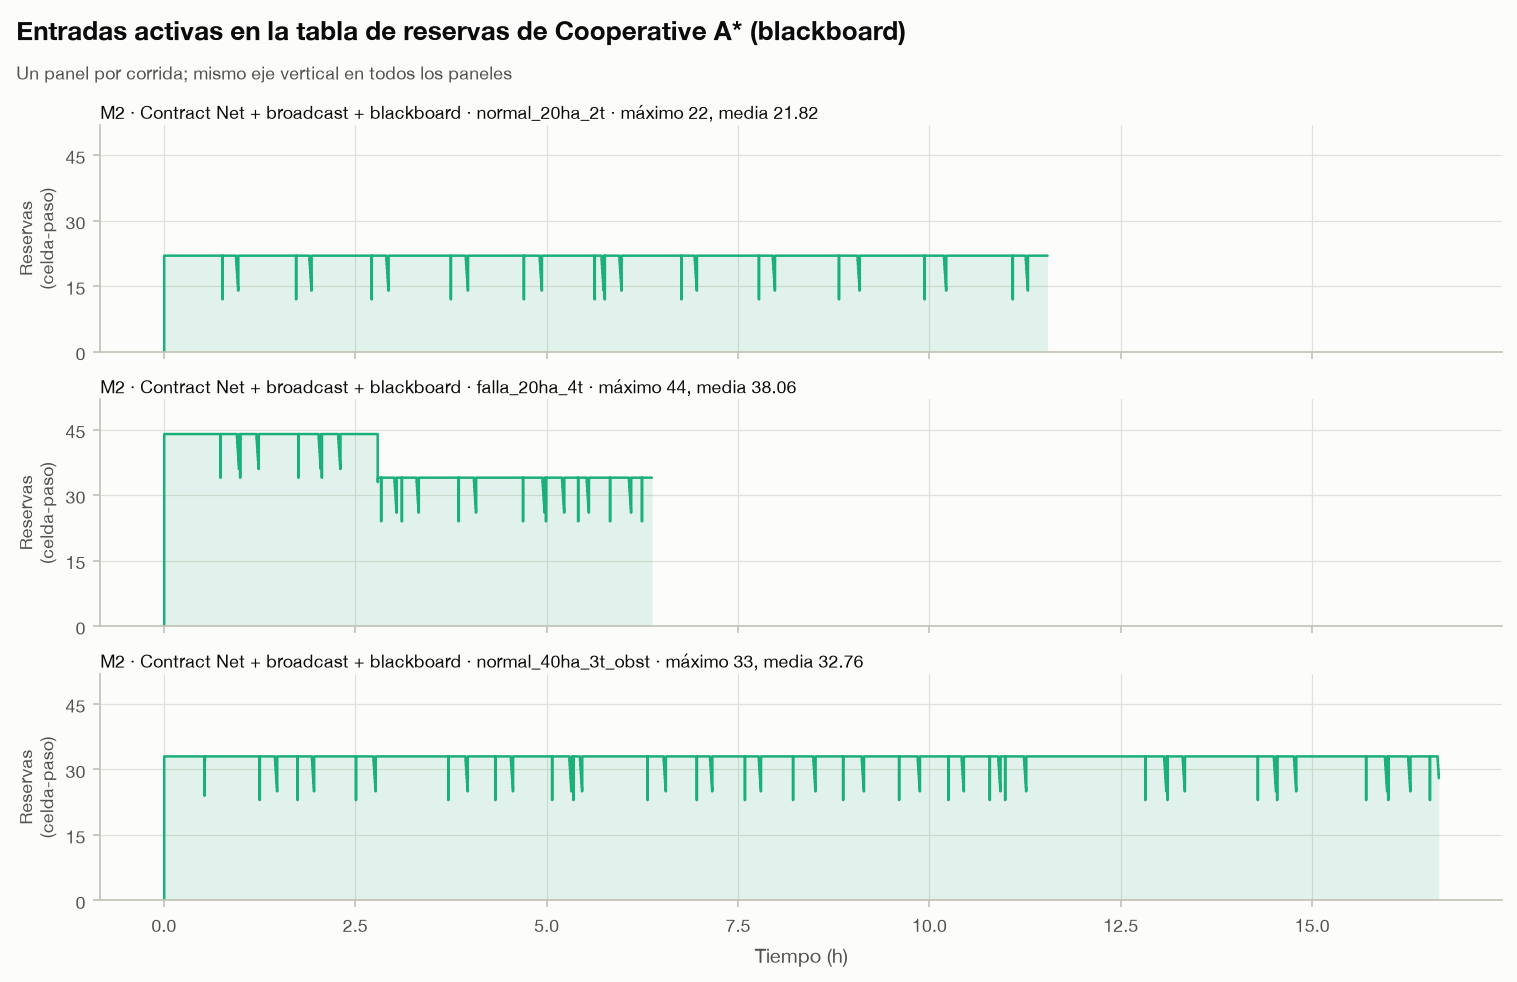 Entradas activas en la tabla de reservas de Cooperative A* (blackboard)
Un panel por corrida; mismo eje vertical en todos los paneles
M2 · Contract Net + broadcast + blackboard · normal_20ha_2t · máximo 22, media 21.82
Reservas
(celda-paso)
45
30
15
0
M2 · Contract Net + broadcast + blackboard · falla_20ha_4t · máximo 44, media 38.06
Reservas
(celda-paso)
45
30
15
0
M2 · Contract Net + broadcast + blackboard · normal_40ha_3t_obst · máximo 33, media 32.76
Reservas
(celda-paso)
45
30
15
0
0.0 2.5 5.0 7.5 10.0 12.5 15.0
Tiempo (h)